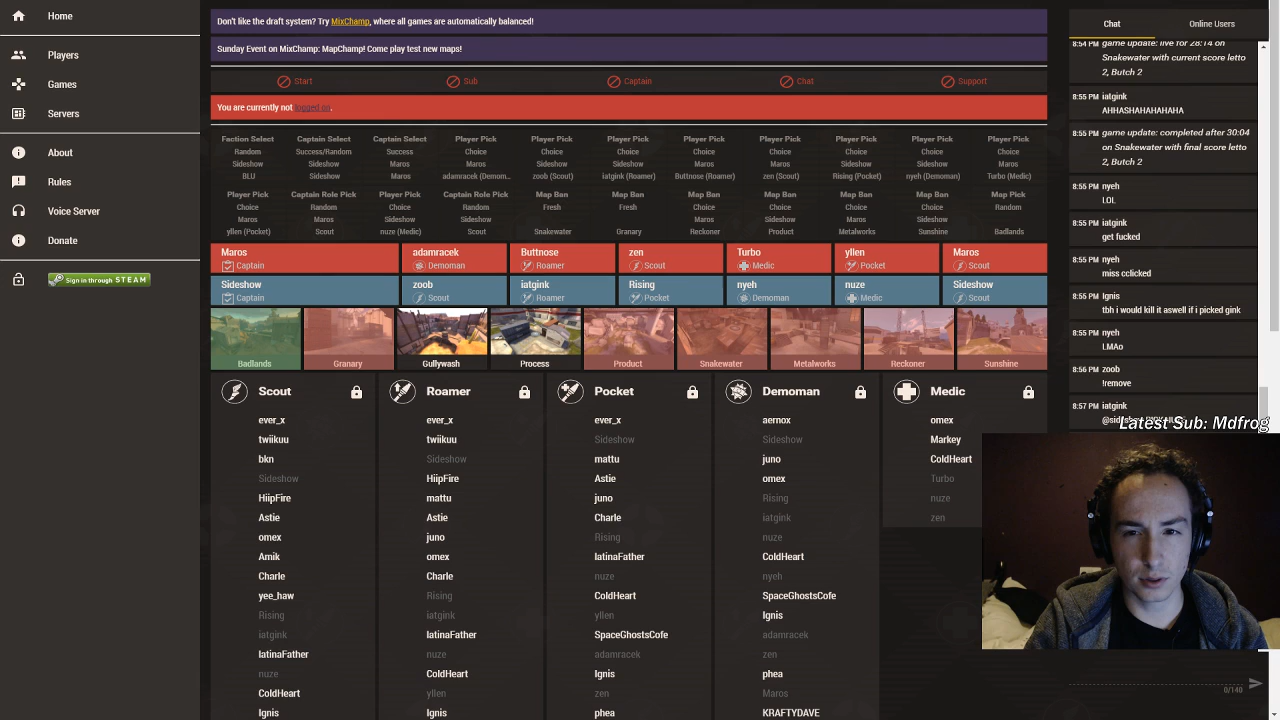 Home
Players
Games
Servers
About
Rules
Voice Server
Donate
Sign in through STEAM
Don't like the draft system? Try MixChamp, where all games are automatically balanced!
Sunday Event on MixChamp: MapChamp! Come play test new maps!
Start Sub Captain Chat Support
You are currently not logged on.
Faction Select Captain Select Captain Select Player Pick Player Pick Player Pick Player Pick Player Pick Player Pick Player Pick Player Pick
Random Success/Random Success Choice Choice Choice Choice Choice Choice Choice Choice
Sideshow Sideshow Maros Maros Sideshow Sideshow Maros Maros Sideshow Sideshow Maros
BLU Sideshow Maros adamracek (Demom... zoob (Scout) iatgink (Roamer) Buttnose (Roamer) zen (Scout) Rising (Pocket) nyeh (Demoman) Turbo (Medic)
Player Pick Captain Role Pick Player Pick Captain Role Pick Map Ban Map Ban Map Ban Map Ban Map Ban Map Ban Map Pick
Choice Random Choice Random Fresh Fresh Choice Choice Choice Choice Random
Maros Maros Sideshow Sideshow Maros Sideshow Maros Sideshow
yllen (Pocket) Scout nuze (Medic) Scout Snakewater Granary Reckoner Product Metalworks Sunshine Badlands
Maros adamracek Buttnose zen Turbo yllen Maros
Captain Demoman Roamer Scout Medic Pocket Scout
Sideshow zoob iatgink Rising nyeh nuze Sideshow
Captain Scout Roamer Pocket Demoman Medic Scout
Badlands Granary Gullywash Process Product Snakewater Metalworks Reckoner Sunshine
Scout
ever_x
twiikuu
bkn
Sideshow
HiipFire
Astie
omex
Amik
Charle
yee_haw
Rising
iatgink
latinaFather
nuze
ColdHeart
Ignis
Roamer
ever_x
twiikuu
Sideshow
HiipFire
mattu
Astie
juno
omex
Charle
Rising
iatgink
latinaFather
nuze
ColdHeart
yllen
Ignis
Pocket
ever_x
Sideshow
mattu
Astie
juno
Charle
Rising
latinaFather
nuze
ColdHeart
yllen
SpaceGhostsCofe
adamracek
Ignis
zen
phea
Demoman
aernox
Sideshow
juno
omex
Rising
iatgink
nuze
ColdHeart
nyeh
SpaceGhostsCofe
Ignis
adamracek
zen
phea
Maros
KRAFTYDAVE
Medic
omex
Markey
ColdHeart
Turbo
nuze
zen
Chat Online Users
8:54 PM game update: live for 28:14 on
Snakewater with current score letto
2, Butch 2
8:55 PM iatgink
AHHASHAHAHAHA
8:55 PM game update: completed after 30:04
on Snakewater with final score letto
2, Butch 2
8:55 PM nyeh
LOL
8:55 PM iatgink
get fucked
8:55 PM nyeh
miss cclicked
8:55 PM Ignis
tbh i would kill it aswell if i picked gink
8:55 PM nyeh
LMAo
8:56 PM zoob
!remove
8:57 PM iatgink
Latest Sub: Mdfrog
0/140